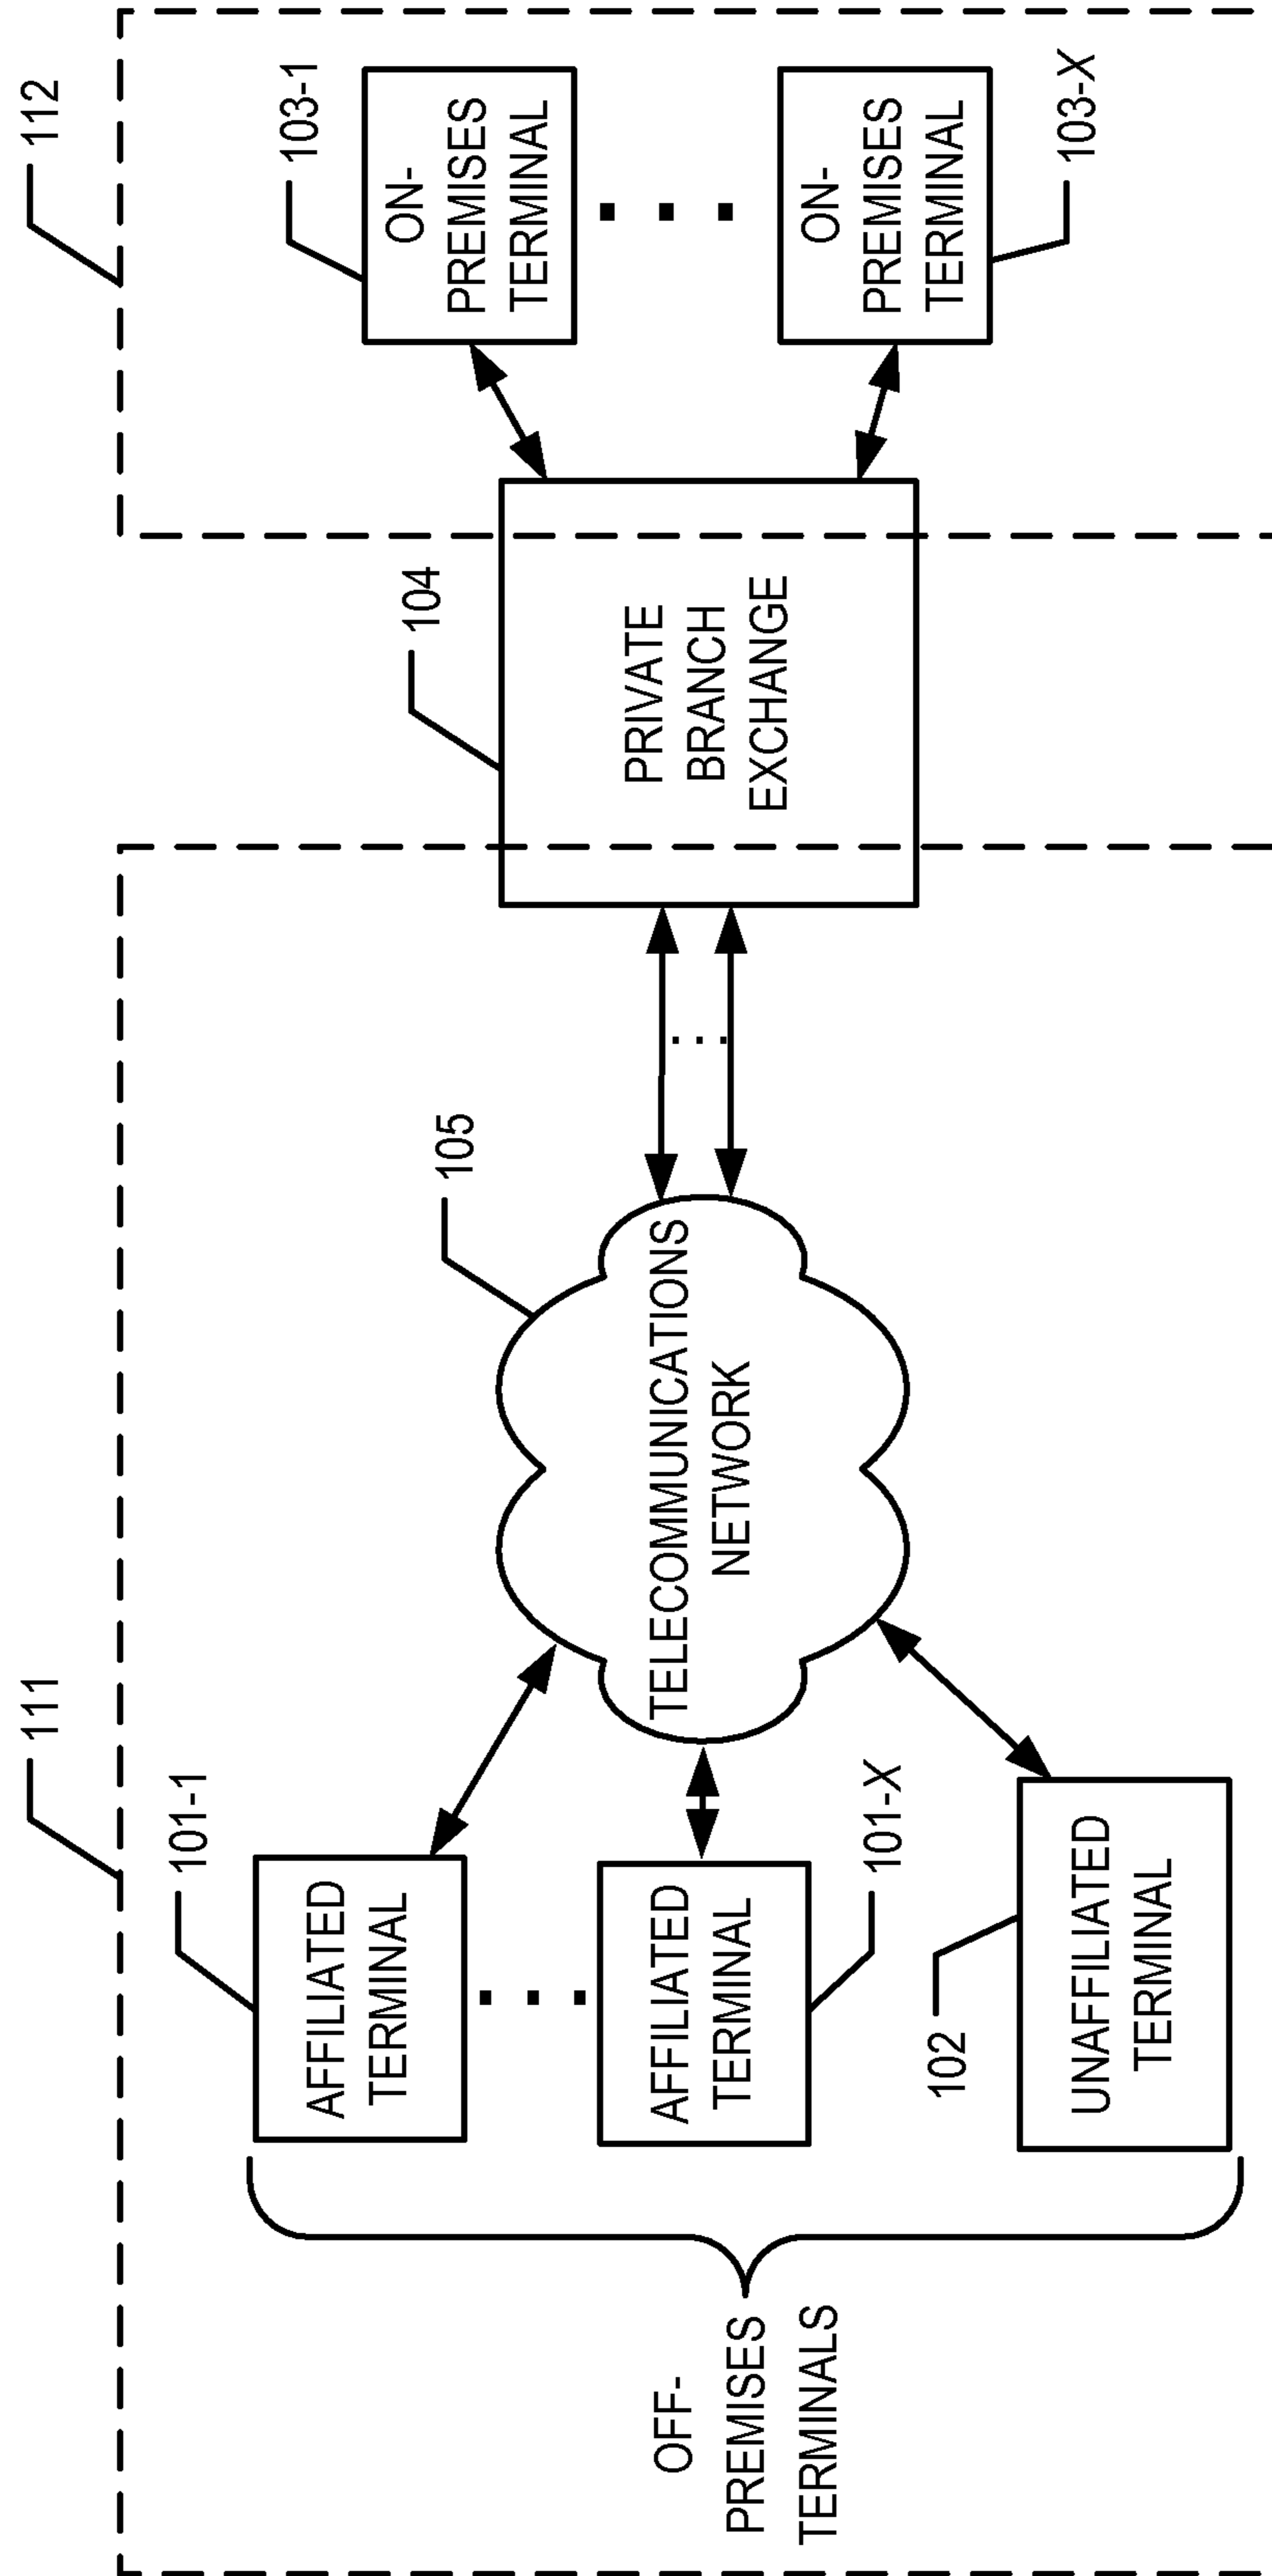 111
112
101-1
AFFILIATED
TERMINAL
AFFILIATED
TERMINAL
101-X
102
UNAFFILIATED
TERMINAL
OFF-
PREMISES
TERMINALS
105
TELECOMMUNICATIONS
NETWORK
104
PRIVATE
BRANCH
EXCHANGE
103-1
ON-
PREMISES
TERMINAL
ON-
PREMISES
TERMINAL
103-X